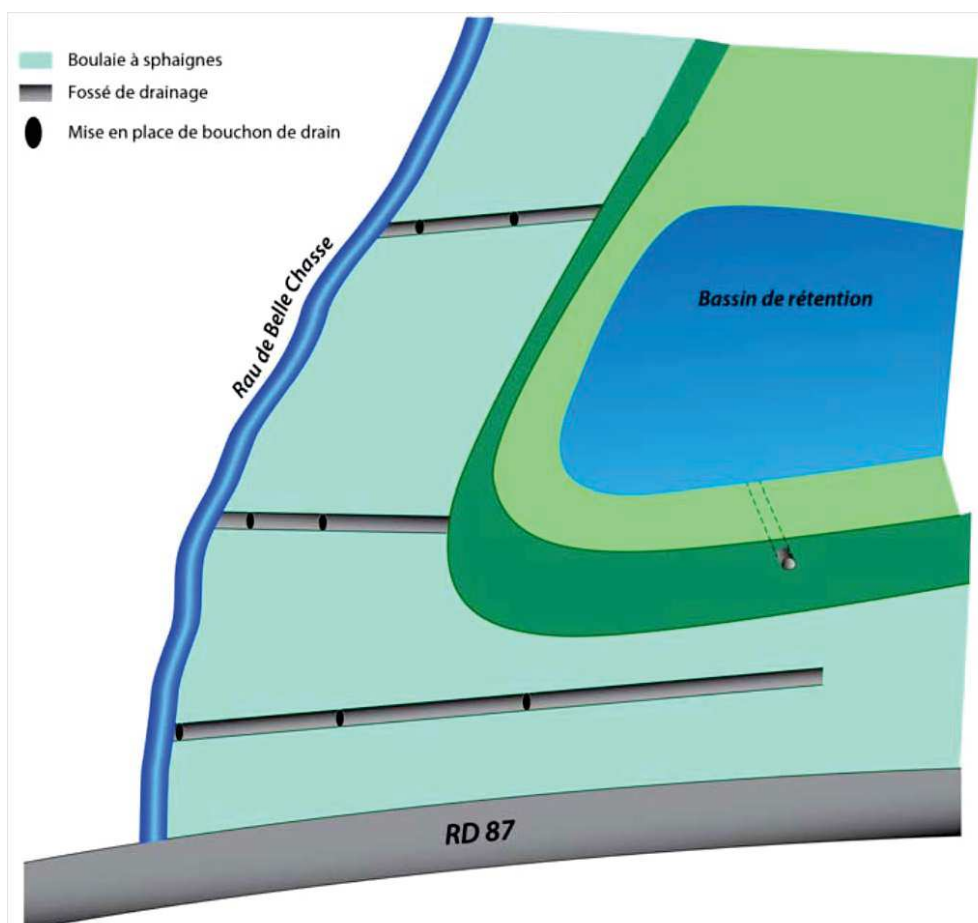 Boulaie à sphaignes
Fossé de drainage
Mise en place de bouchon de drain
Rau de Belle Chasse
Bassin de rétention
RD 87